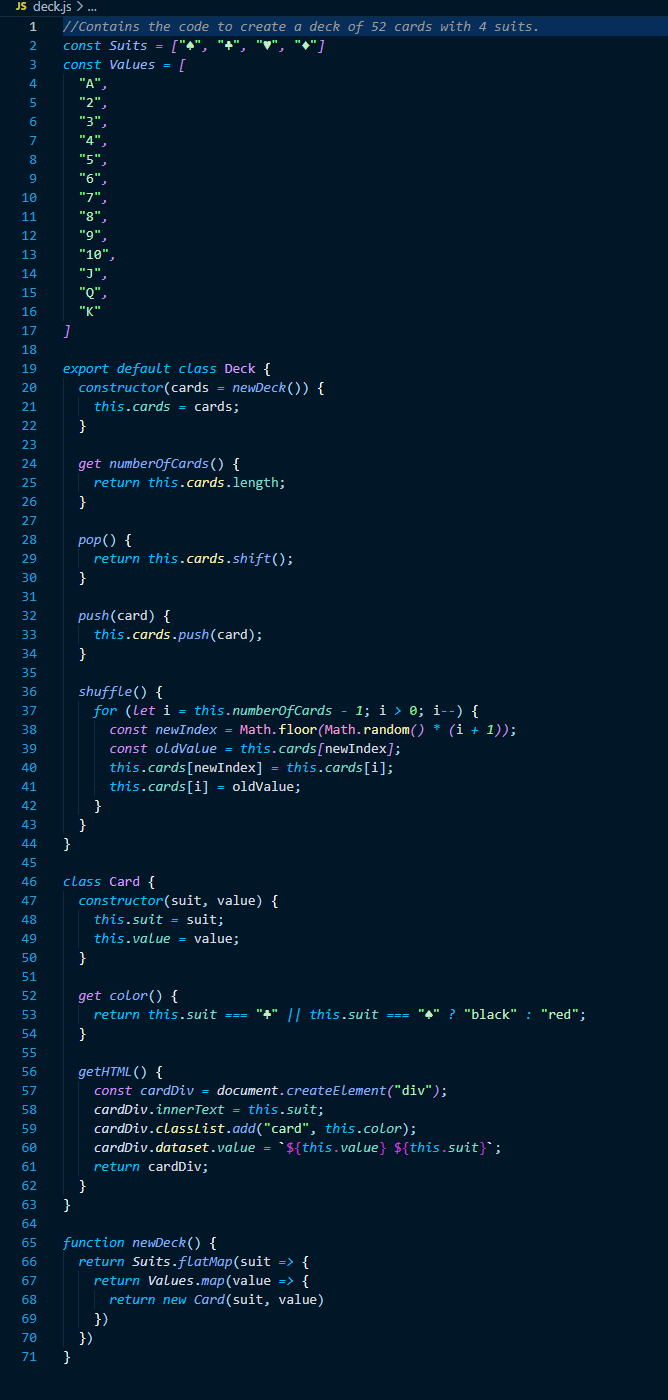 JS deck.js > ...
1 //Contains the code to create a deck of 52 cards with 4 suits.
2 const Suits = ["♠", "♣", "♥", "♦"]
3 const Values = [
4   "A",
5   "2",
6   "3",
7   "4",
8   "5",
9   "6",
10   "7",
11   "8",
12   "9",
13   "10",
14   "J",
15   "Q",
16   "K"
17 ]
18
19 export default class Deck {
20   constructor(cards = newDeck()) {
21     this.cards = cards;
22   }
23
24   get numberOfCards() {
25     return this.cards.length;
26   }
27
28   pop() {
29     return this.cards.shift();
30   }
31
32   push(card) {
33     this.cards.push(card);
34   }
35
36   shuffle() {
37     for (let i = this.numberOfCards - 1; i > 0; i--) {
38       const newIndex = Math.floor(Math.random() * (i + 1));
39       const oldValue = this.cards[newIndex];
40       this.cards[newIndex] = this.cards[i];
41       this.cards[i] = oldValue;
42     }
43   }
44 }
45
46 class Card {
47   constructor(suit, value) {
48     this.suit = suit;
49     this.value = value;
50   }
51
52   get color() {
53     return this.suit === "♣" || this.suit === "♠" ? "black" : "red";
54   }
55
56   getHTML() {
57     const cardDiv = document.createElement("div");
58     cardDiv.innerText = this.suit;
59     cardDiv.classList.add("card", this.color);
60     cardDiv.dataset.value = `${this.value} ${this.suit}`;
61     return cardDiv;
62   }
63 }
64
65 function newDeck() {
66   return Suits.flatMap(suit => {
67     return Values.map(value => {
68       return new Card(suit, value)
69     })
70   })
71 }